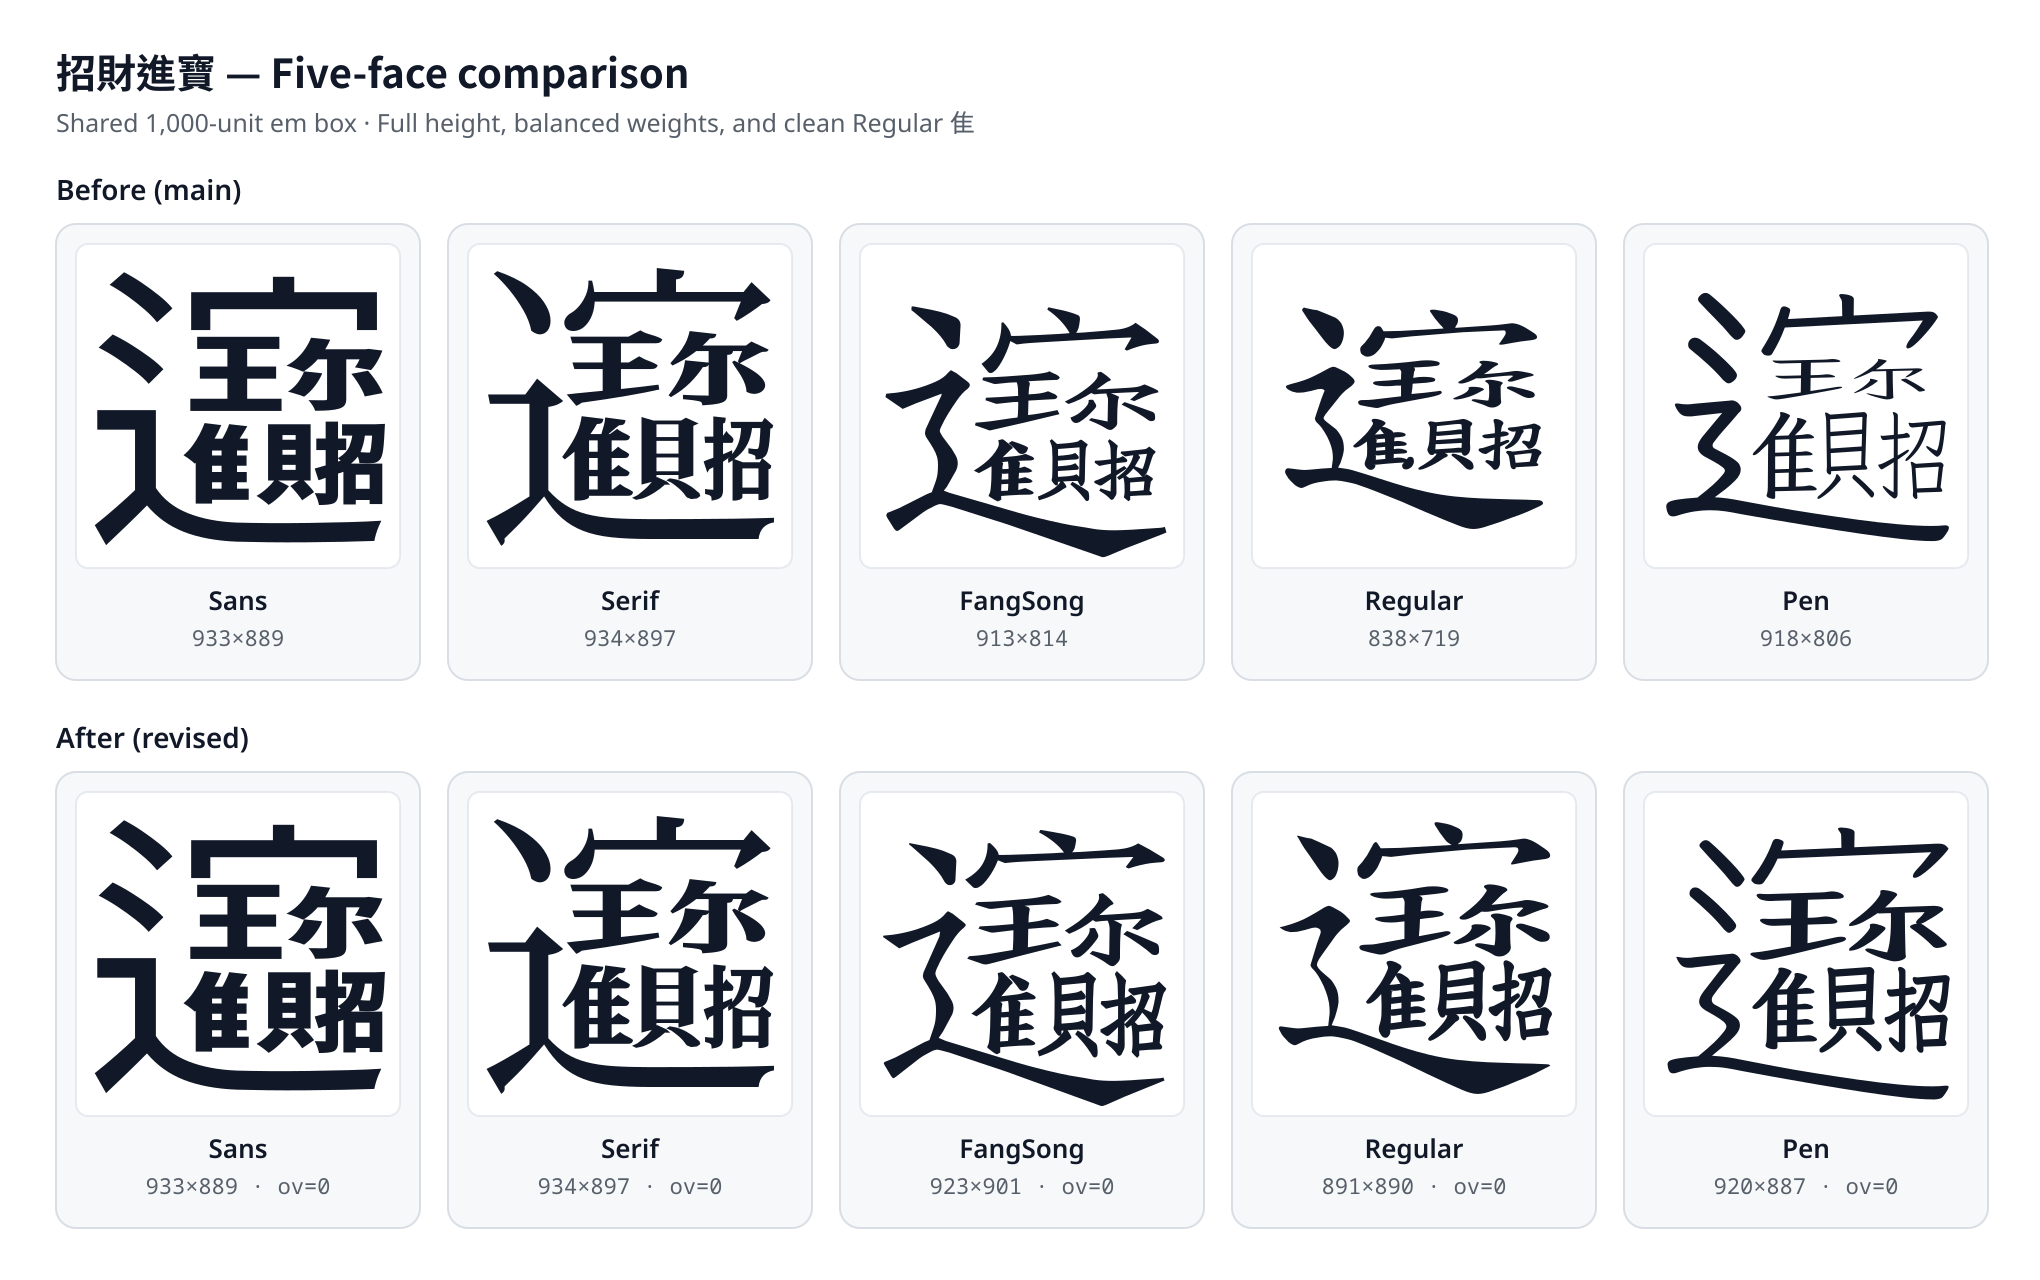 招財進寶 — Five-face comparison
Shared 1,000-unit em box · Full height, balanced weights, and clean Regular 隹
Before (main)
Sans
933×889
Serif
934×897
FangSong
913×814
Regular
838×719
Pen
918×806
After (revised)
Sans
933×889 · ov=0
Serif
934×897 · ov=0
FangSong
923×901 · ov=0
Regular
891×890 · ov=0
Pen
920×887 · ov=0